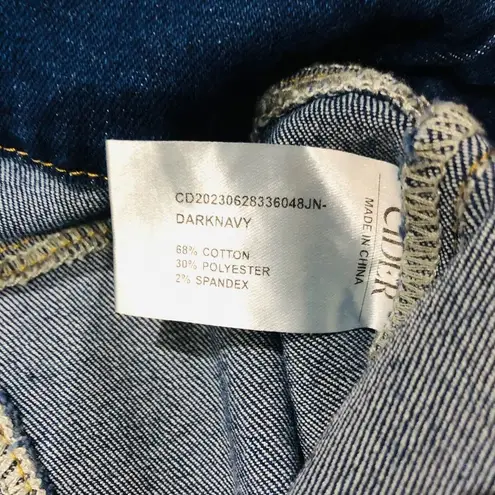 CD20230628336048JN-
DARKNAVY
68% COTTON
30% POLYESTER
2% SPANDEX
CIDER
MADE IN CHINA